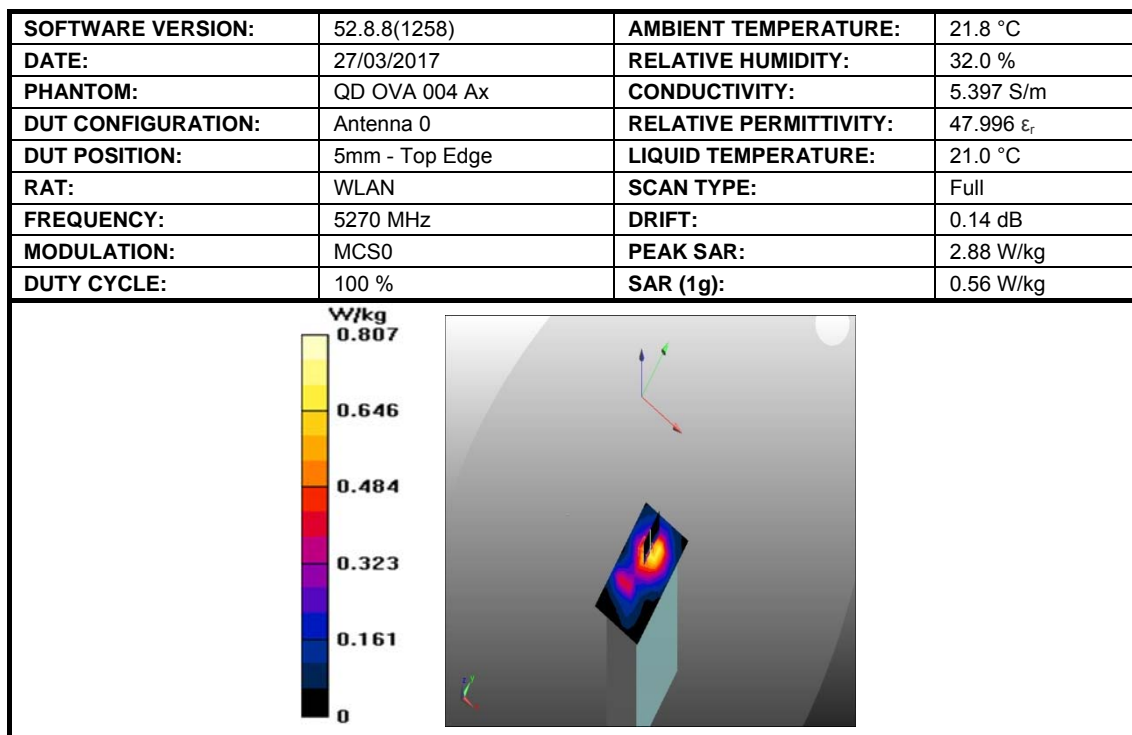 SOFTWARE VERSION: 52.8.8(1258) AMBIENT TEMPERATURE: 21.8 °C
DATE: 27/03/2017 RELATIVE HUMIDITY: 32.0 %
PHANTOM: QD OVA 004 Ax CONDUCTIVITY: 5.397 S/m
DUT CONFIGURATION: Antenna 0 RELATIVE PERMITTIVITY: 47.996 εr
DUT POSITION: 5mm - Top Edge LIQUID TEMPERATURE: 21.0 °C
RAT: WLAN SCAN TYPE: Full
FREQUENCY: 5270 MHz DRIFT: 0.14 dB
MODULATION: MCS0 PEAK SAR: 2.88 W/kg
DUTY CYCLE: 100 % SAR (1g): 0.56 W/kg
W/kg
0.807
0.646
0.484
0.323
0.161
0